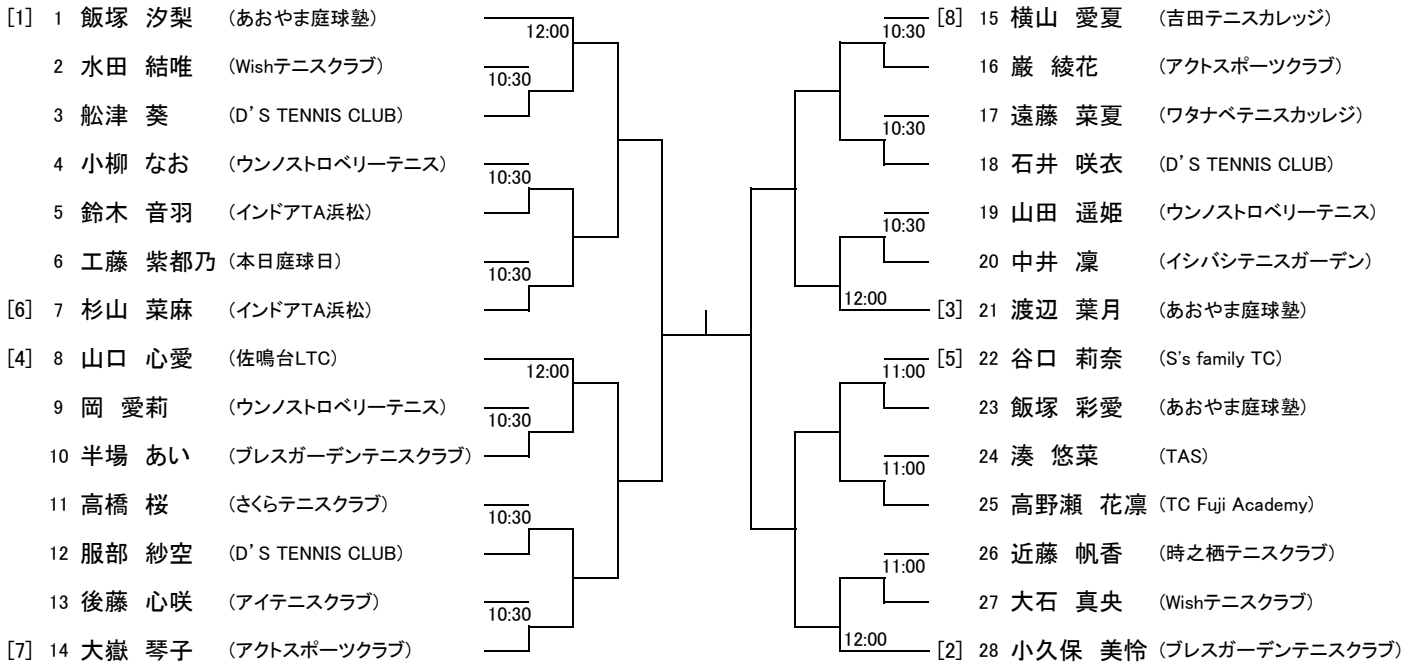 [1] 1 飯塚 汐梨 (あおやま庭球塾)
12:00
2 水田 結唯 (Wishテニスクラブ)
10:30
3 舩津 葵 (D'S TENNIS CLUB)
4 小柳 なお (ウンノストロベリーテニス)
10:30
5 鈴木 音羽 (インドアTA浜松)
6 工藤 紫都乃 (本日庭球日)
10:30
[6] 7 杉山 菜麻 (インドアTA浜松)
[4] 8 山口 心愛 (佐鳴台LTC)
12:00
9 岡 愛莉 (ウンノストロベリーテニス)
10:30
10 半場 あい (ブレスガーデンテニスクラブ)
11 高橋 桜 (さくらテニスクラブ)
10:30
12 服部 紗空 (D'S TENNIS CLUB)
13 後藤 心咲 (アイテニスクラブ)
10:30
[7] 14 大嶽 琴子 (アクトスポーツクラブ)
[8] 15 横山 愛夏 (吉田テニスカレッジ)
10:30
16 巌 綾花 (アクトスポーツクラブ)
17 遠藤 菜夏 (ワタナベテニスカッレジ)
10:30
18 石井 咲衣 (D'S TENNIS CLUB)
19 山田 遥姫 (ウンノストロベリーテニス)
10:30
20 中井 凜 (イシバシテニスガーデン)
12:00
[3] 21 渡辺 葉月 (あおやま庭球塾)
[5] 22 谷口 莉奈 (S's family TC)
11:00
23 飯塚 彩愛 (あおやま庭球塾)
24 湊 悠菜 (TAS)
11:00
25 高野瀬 花凛 (TC Fuji Academy)
26 近藤 帆香 (時之栖テニスクラブ)
11:00
27 大石 真央 (Wishテニスクラブ)
12:00
[2] 28 小久保 美怜 (ブレスガーデンテニスクラブ)